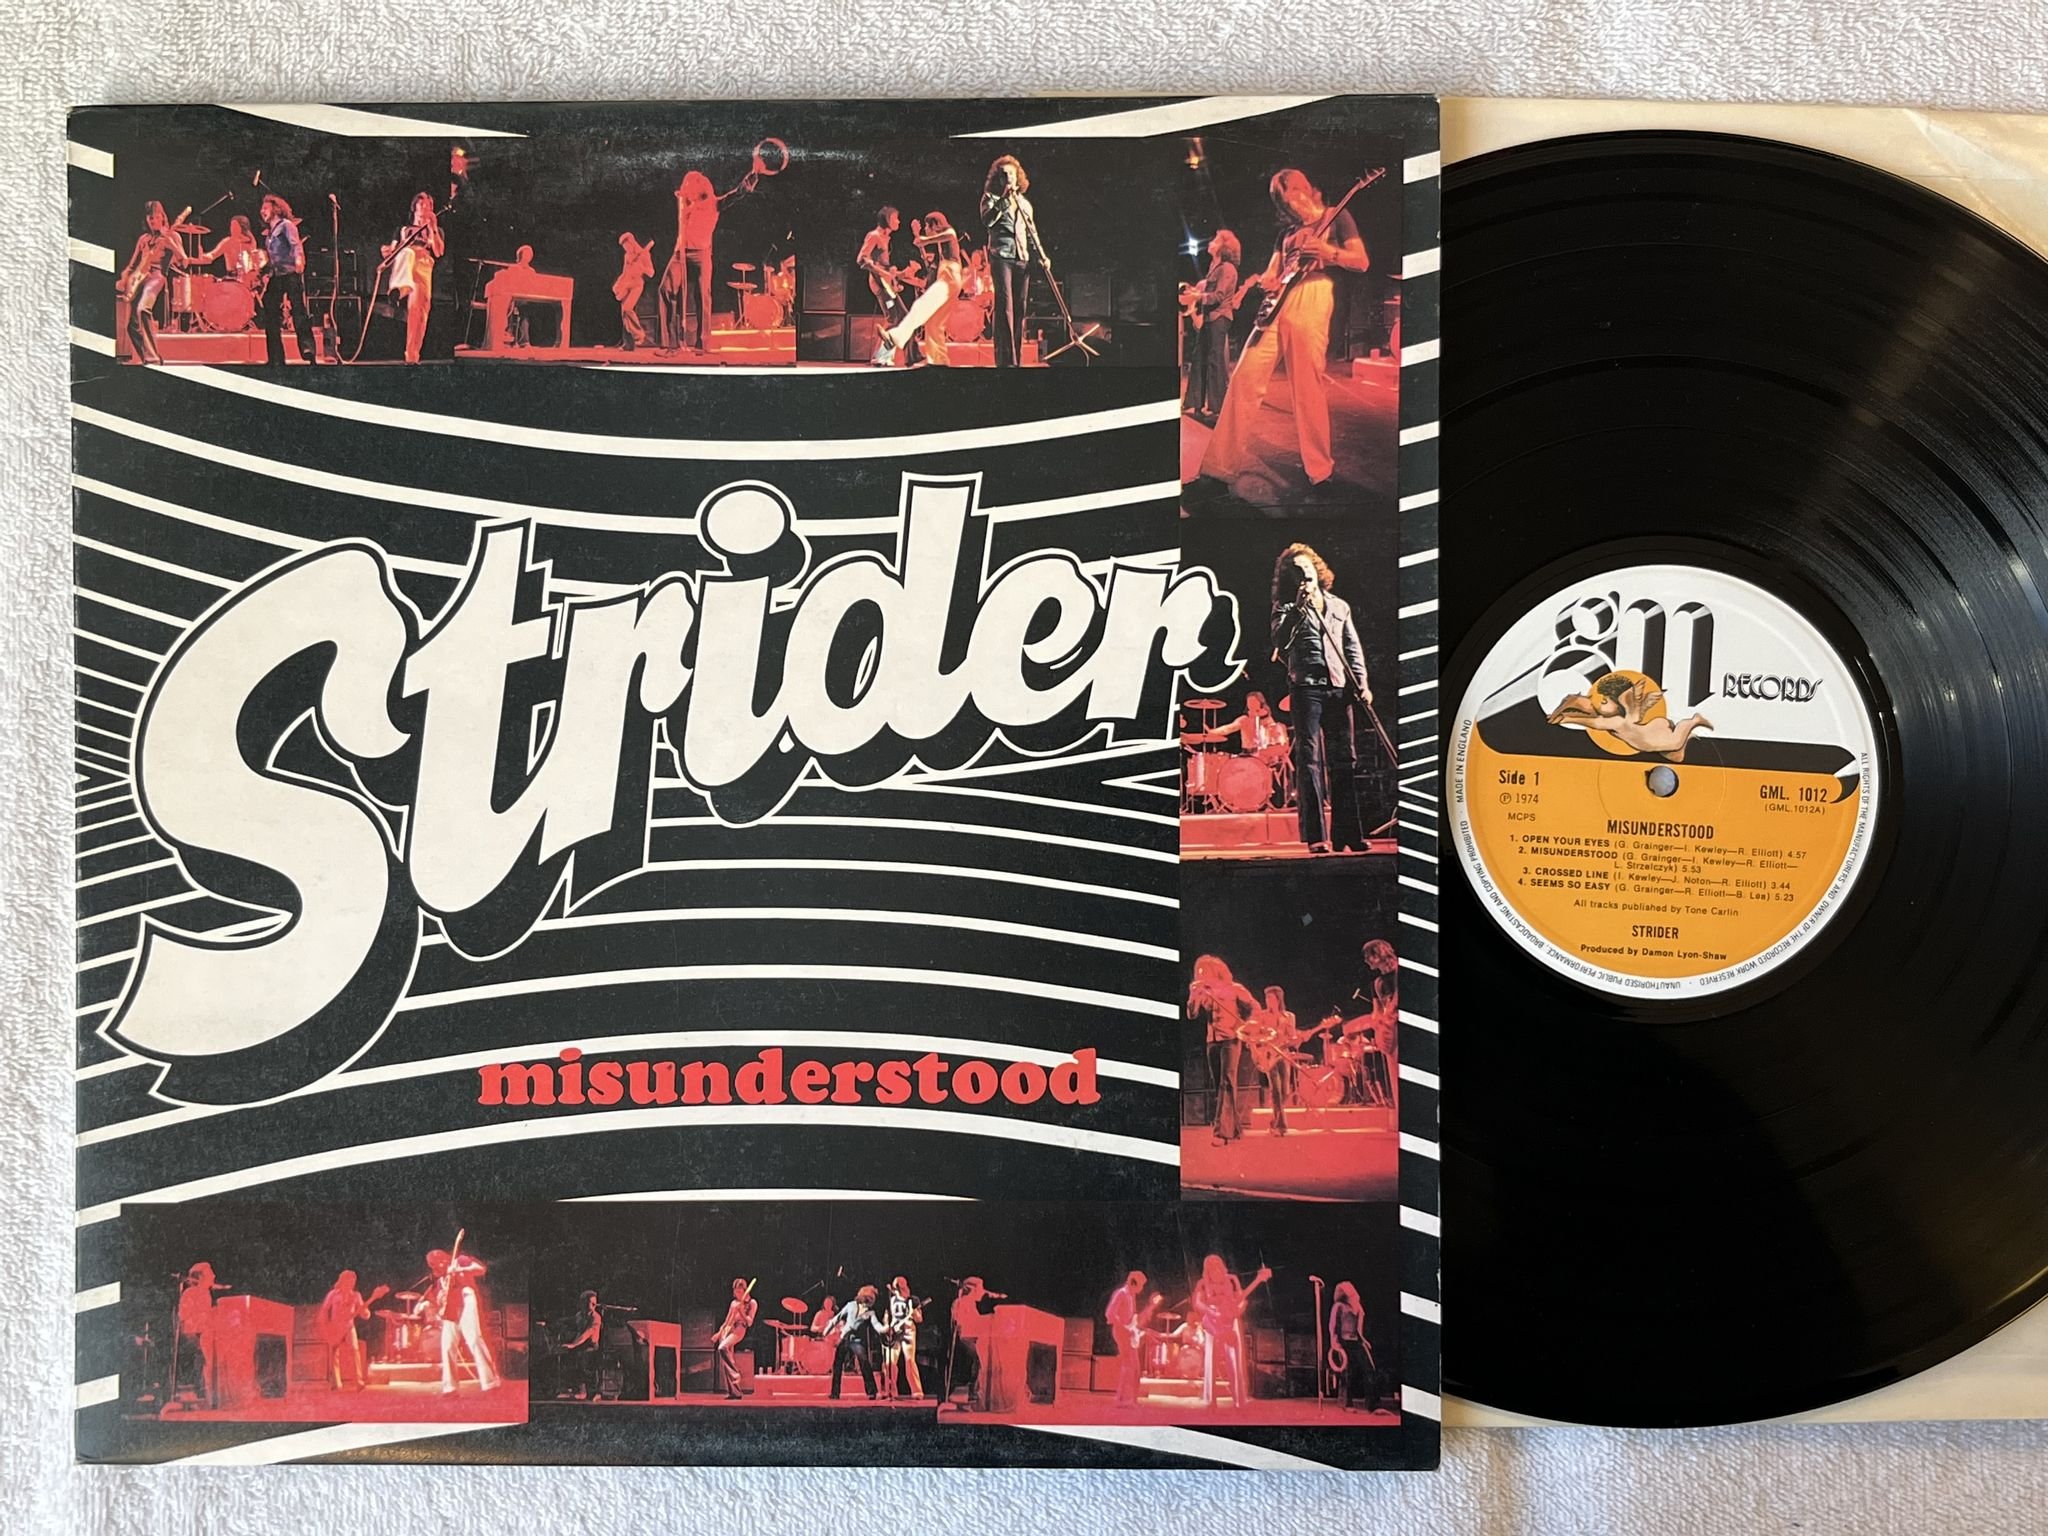 Strider
misunderstood
GM
RECORDS
Side 1
℗ 1974
MCPS
GML. 1012
(GML.1012A)
MISUNDERSTOOD
1. OPEN YOUR EYES (G. Grainger—I. Kewley—R. Elliott) 4.57
2. MISUNDERSTOOD (G. Grainger—I. Kewley—R. Elliott—
L. Strzelczyk) 5.53
3. CROSSED LINE (I. Kewley—J. Noton—R. Elliott) 3.44
4. SEEMS SO EASY (G. Grainger—R. Elliott—B. Lea) 5.23
All tracks published by Tone Carlin
STRIDER
Produced by Damon Lyon-Shaw
MADE IN ENGLAND
ALL RIGHTS OF THE MANUFACTURERS AND OWNER OF THE RECORDED WORK RESERVED · UNAUTHORISED PUBLIC PERFORMANCE, BROADCASTING AND COPYING PROHIBITED ·